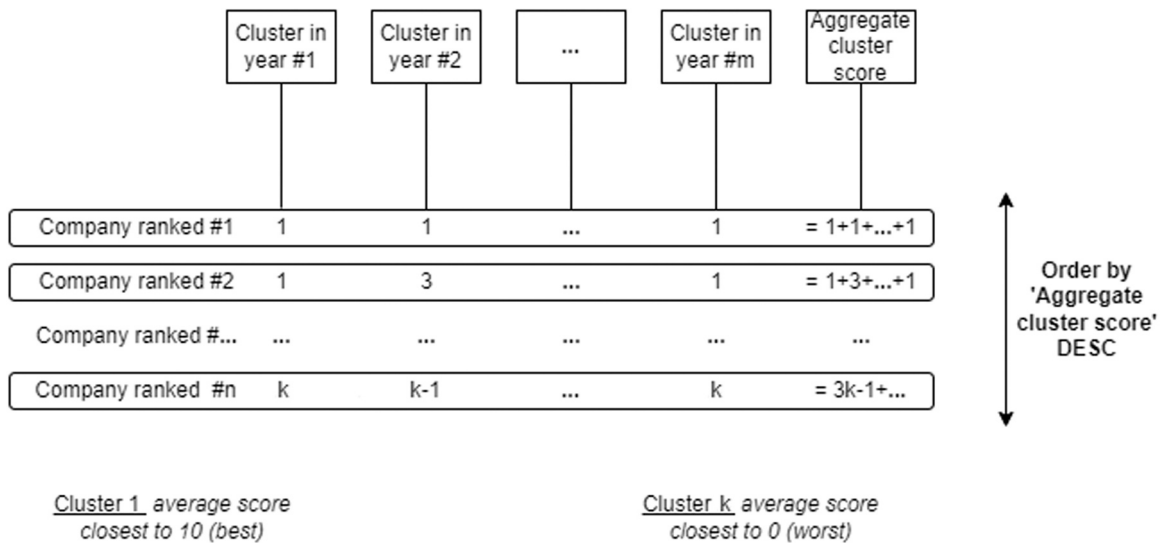 Cluster in
year #1
Cluster in
year #2
...
Cluster in
year #m
Aggregate
cluster
score
Company ranked #1 1 1 ... 1 = 1+1+...+1
Company ranked #2 1 3 ... 1 = 1+3+...+1
Company ranked #... ... ... ... ... ...
Company ranked #n k k-1 ... k = 3k-1+...
Order by
'Aggregate
cluster score'
DESC
Cluster 1 average score
closest to 10 (best)
Cluster k average score
closest to 0 (worst)